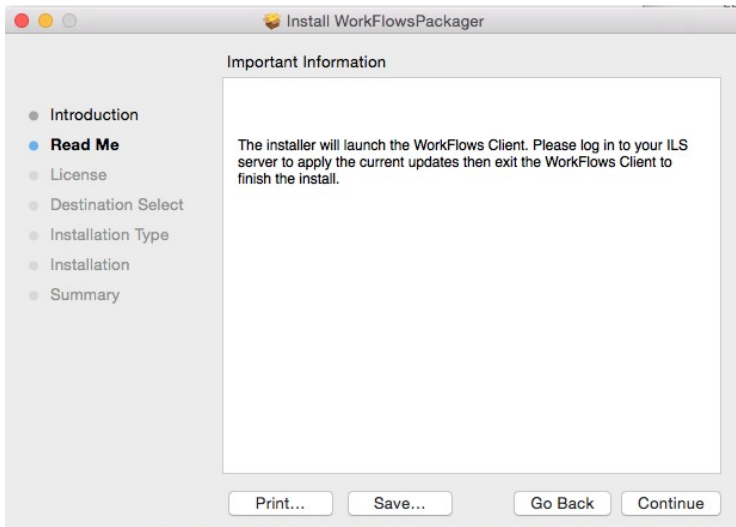 Install WorkFlowsPackager
Important Information
Introduction
Read Me
License
Destination Select
Installation Type
Installation
Summary
The installer will launch the WorkFlows Client. Please log in to your ILS
server to apply the current updates then exit the WorkFlows Client to
finish the install.
Print...
Save...
Go Back
Continue